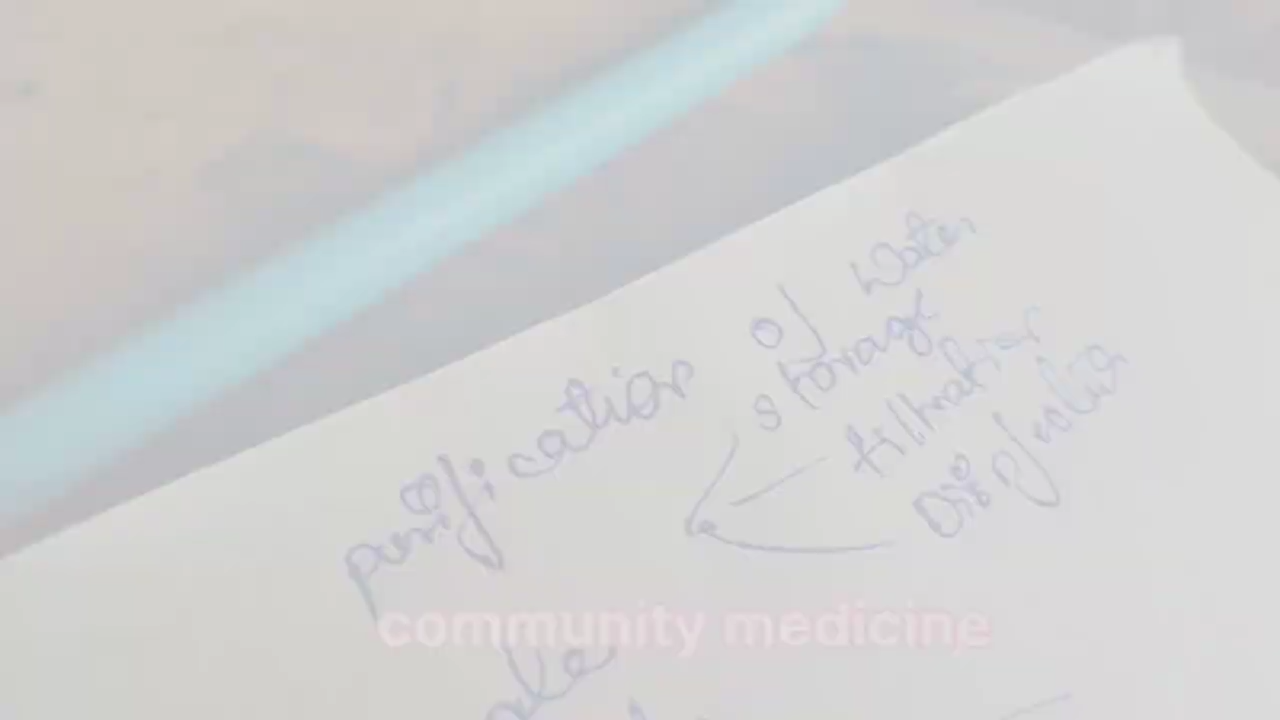 purification of water
storage
filtration
Disinfection
community medicine